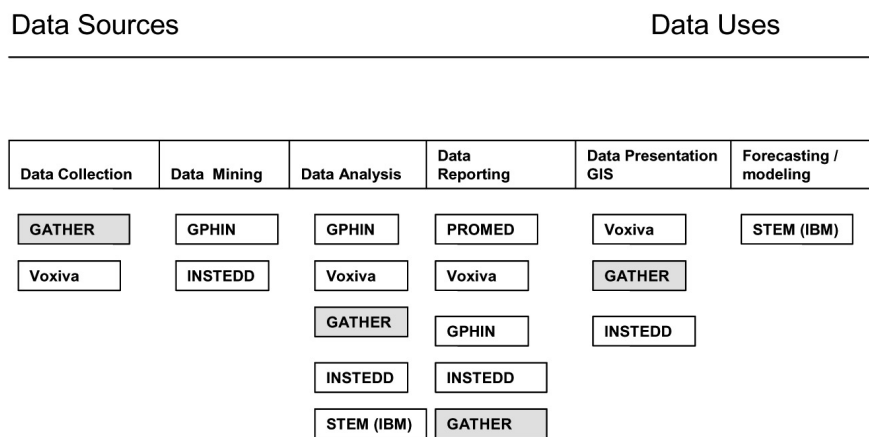 Data Sources
Data Uses
Data Collection
Data Mining
Data Analysis
Data
Reporting
Data Presentation
GIS
Forecasting /
modeling
GATHER
GPHIN
GPHIN
PROMED
Voxiva
STEM (IBM)
Voxiva
INSTEDD
Voxiva
Voxiva
GATHER
GATHER
GPHIN
INSTEDD
INSTEDD
INSTEDD
STEM (IBM)
GATHER